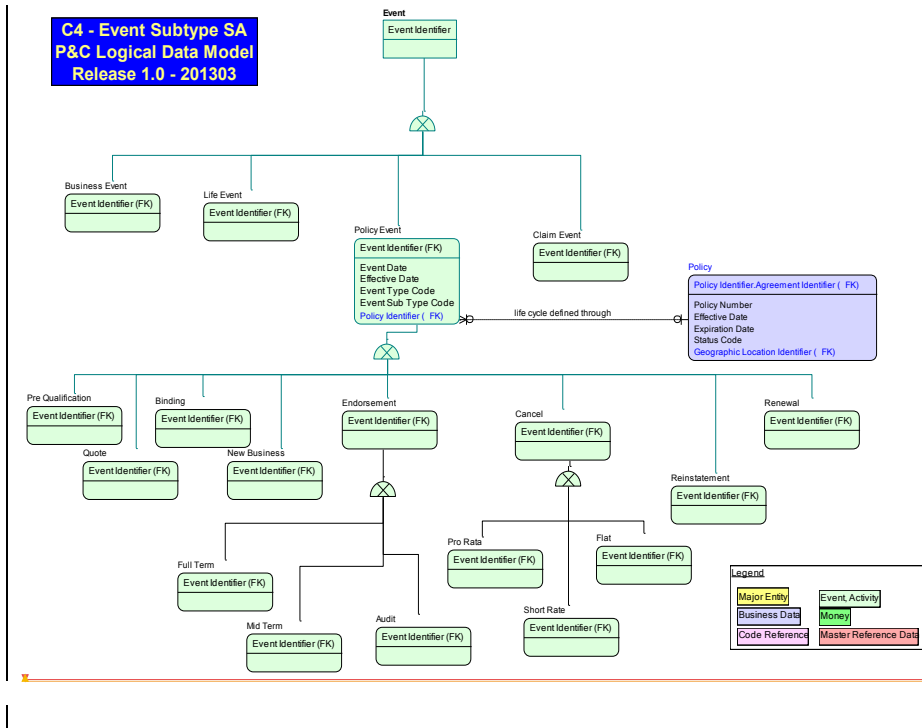 C4 - Event Subtype SA
P&C Logical Data Model
Release 1.0 - 201303
Event
Event Identifier
Business Event
Event Identifier (FK)
Life Event
Event Identifier (FK)
Policy Event
Event Identifier (FK)
Event Date
Effective Date
Event Type Code
Event Sub Type Code
Policy Identifier ( FK)
Claim Event
Event Identifier (FK)
life cycle defined through
Policy
Policy Identifier.Agreement Identifier ( FK)
Policy Number
Effective Date
Expiration Date
Status Code
Geographic Location Identifier ( FK)
Pre Qualification
Event Identifier (FK)
Quote
Event Identifier (FK)
Binding
Event Identifier (FK)
New Business
Event Identifier (FK)
Endorsement
Event Identifier (FK)
Cancel
Event Identifier (FK)
Reinstatement
Event Identifier (FK)
Renewal
Event Identifier (FK)
Full Term
Event Identifier (FK)
Mid Term
Event Identifier (FK)
Audit
Event Identifier (FK)
Pro Rata
Event Identifier (FK)
Short Rate
Event Identifier (FK)
Flat
Event Identifier (FK)
Legend
Major Entity
Event, Activity
Business Data
Money
Code Reference
Master Reference Data